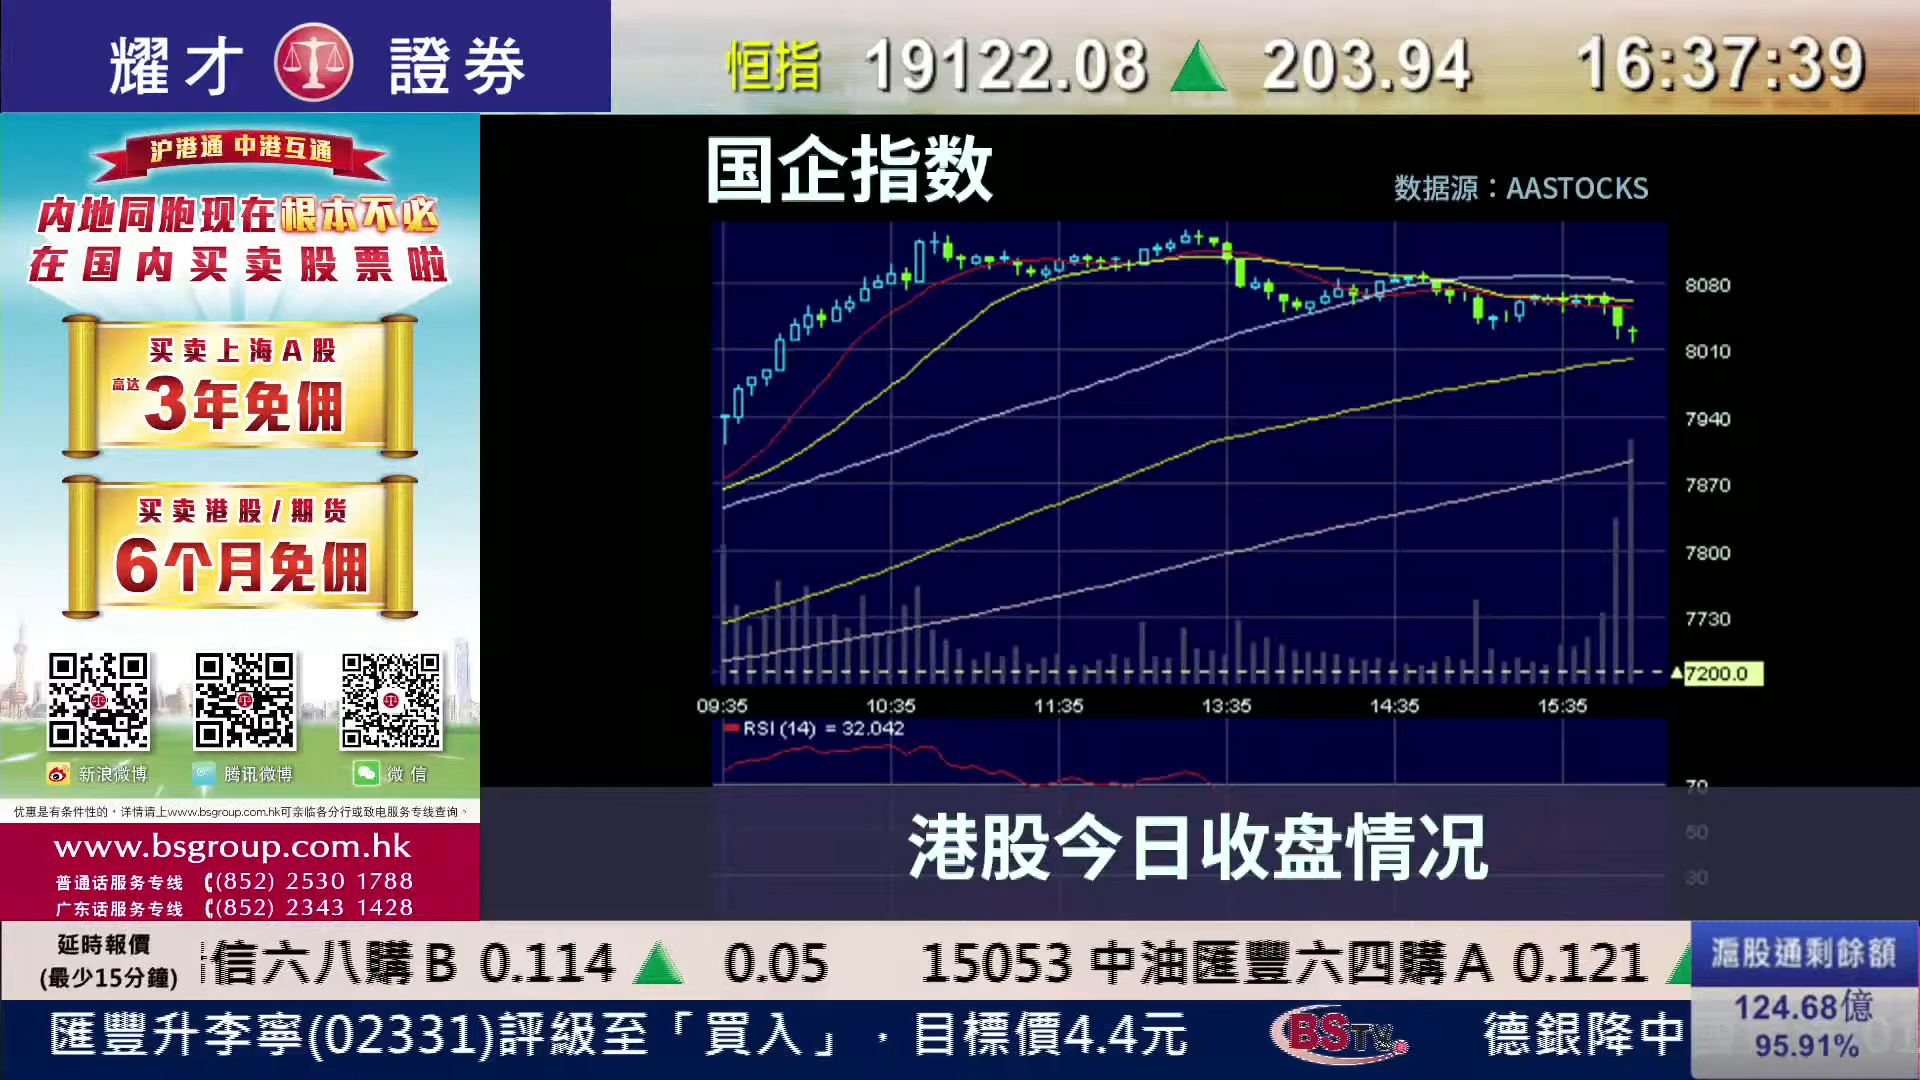 耀才 證券
恒指 19122.08 ▲ 203.94 16:37:39
沪港通 中港互通
内地同胞现在根本不必
在国内买卖股票啦
买卖上海A股
高达3年免佣
买卖港股/期货
6个月免佣
新浪微博 腾讯微博 微信
优惠是有条件性的，详情请上www.bsgroup.com.hk可亲临各分行或致电服务专线查询。
www.bsgroup.com.hk
普通话服务专线 (852) 2530 1788
广东话服务专线 (852) 2343 1428
国企指数
数据源：AASTOCKS
8080
8010
7940
7870
7800
7730
▲7200.0
09:35 10:35 11:35 13:35 14:35 15:35
RSI (14) = 32.042
70
50
30
港股今日收盘情况
延時報價
(最少15分鐘)
信六八購B 0.114 ▲ 0.05 15053 中油匯豐六四購A 0.121
滬股通剩餘額
124.68億
95.91%
匯豐升李寧(02331)評級至「買入」．目標價4.4元 BSTV 德銀降中